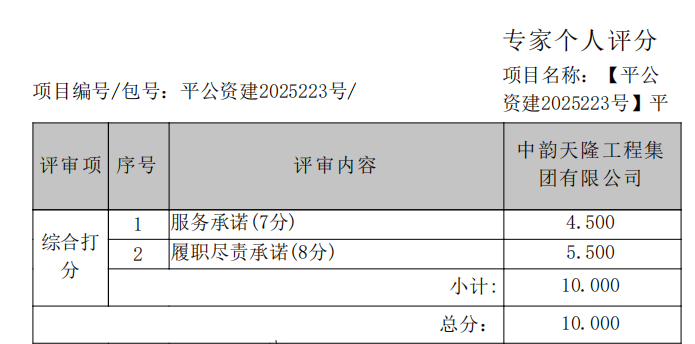 专家个人评分
项目编号/包号：平公资建2025223号/
项目名称：【平公
资建2025223号】平
评审项 序号 评审内容 中韵天隆工程集
团有限公司
综合打
分
1 服务承诺(7分) 4.500
2 履职尽责承诺(8分) 5.500
小计: 10.000
总分： 10.000